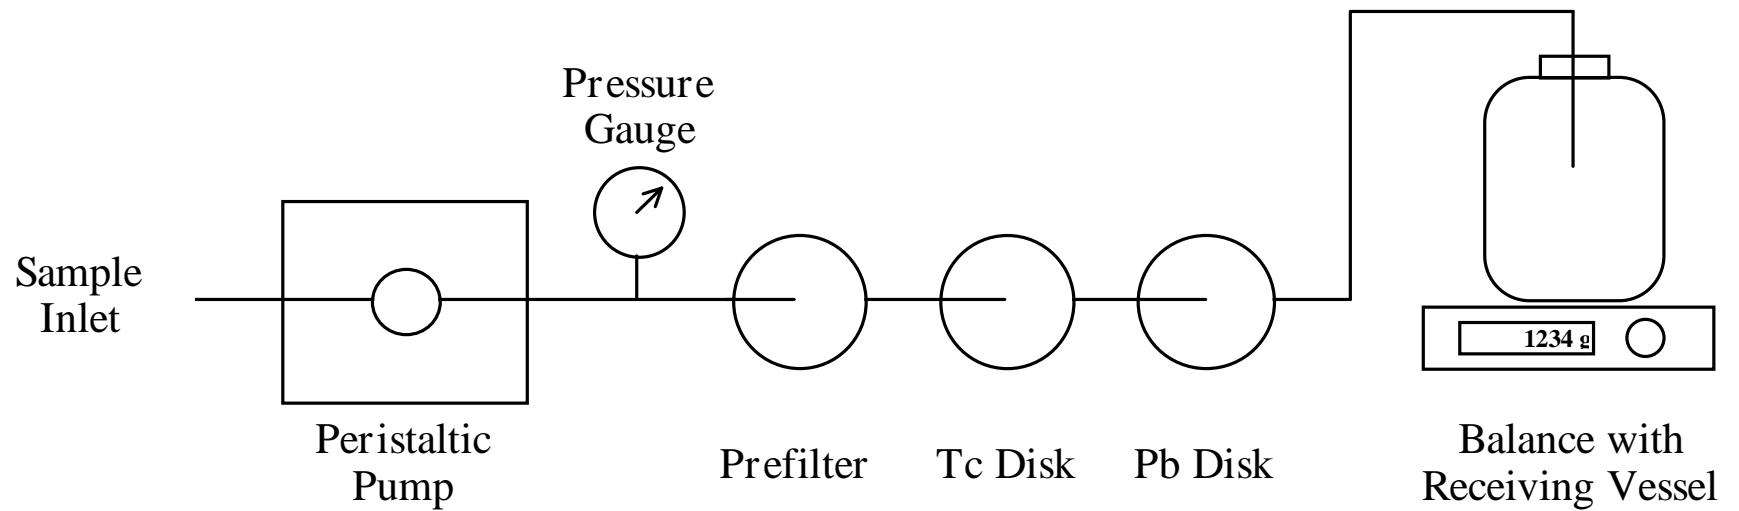 Pressure
Gauge
Sample
Inlet
1234 g
Peristaltic
Pump
Prefilter
Tc Disk
Pb Disk
Balance with
Receiving Vessel